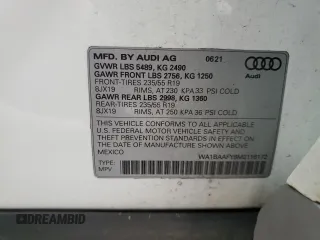 MFD. BY AUDI AG 0621
GVWR LBS 5489, KG 2490
GAWR FRONT LBS 2756, KG 1250
FRONT-TIRES 235/55 R19
8JX19 RIMS, AT 230 KPA 33 PSI COLD
GAWR REAR LBS 2998, KG 1360
REAR-TIRES 235/55 R19
8JX19 RIMS, AT 250 KPA 36 PSI COLD
Audi
THIS VEHICLE CONFORMS TO ALL APPLICABLE
U.S. FEDERAL MOTOR VEHICLE SAFETY AND
THEFT PREVENTION STANDARDS IN EFFECT ON
THE DATE OF MANUFACTURE SHOWN ABOVE.
MEXICO
TYPE:
MPV